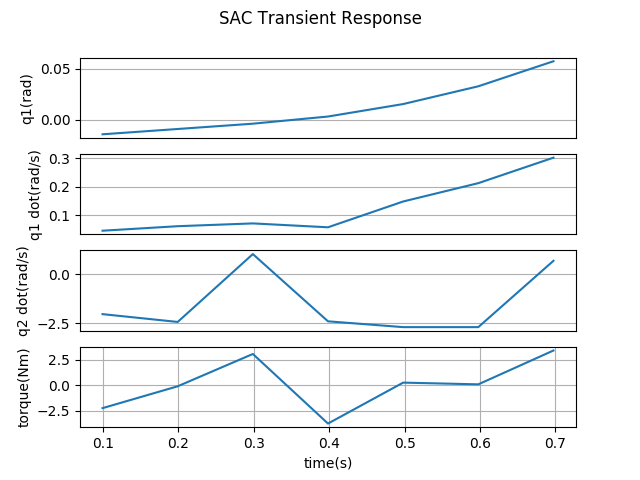 SAC Transient Response
q1(rad)
0.05
0.00
q1 dot(rad/s)
0.3
0.2
0.1
q2 dot(rad/s)
0.0
−2.5
torque(Nm)
2.5
0.0
−2.5
0.1 0.2 0.3 0.4 0.5 0.6 0.7
time(s)